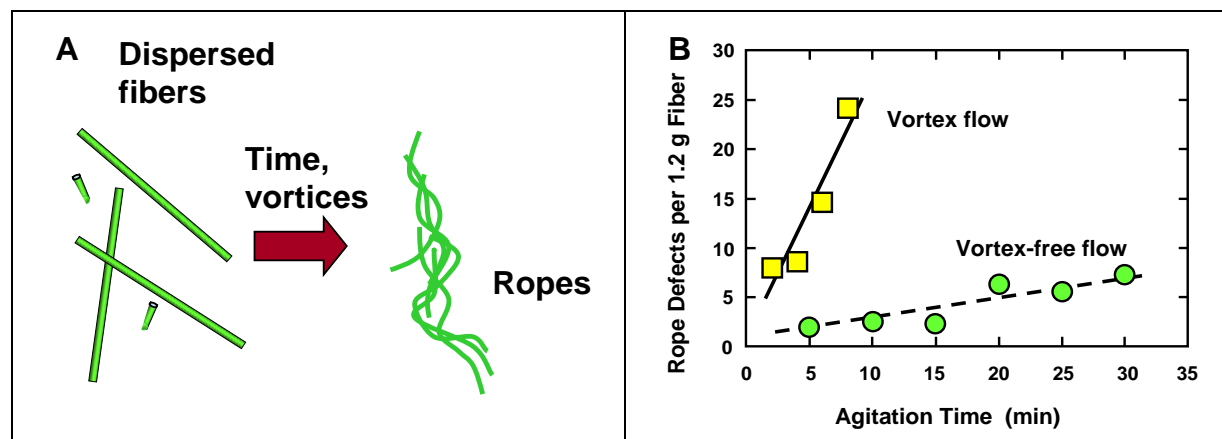 A
Dispersed
fibers
Time,
vortices
Ropes
B
Rope Defects per 1.2 g Fiber
30
25
20
15
10
5
0
Vortex flow
Vortex-free flow
0 5 10 15 20 25 30 35
Agitation Time (min)